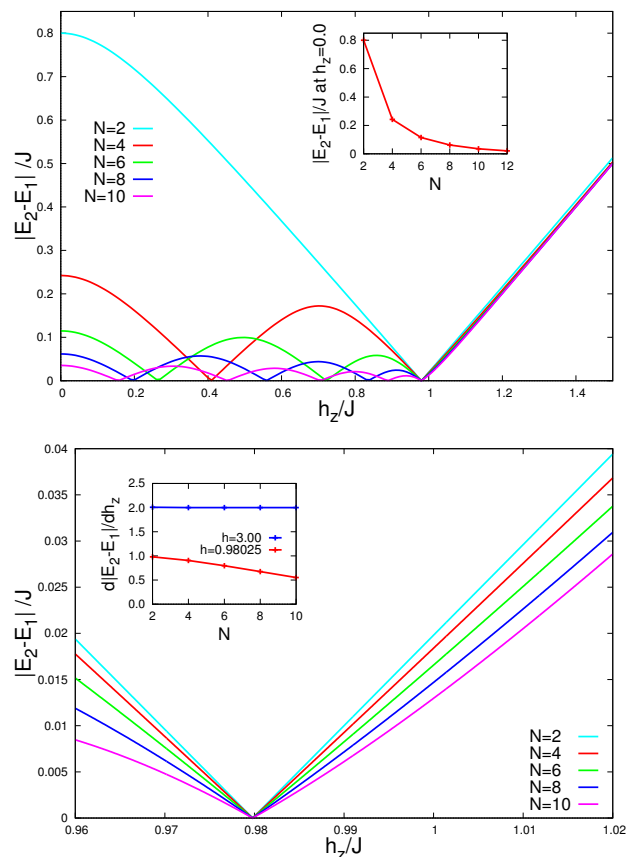 |E₂-E₁| /J
0.8
0.7
0.6
0.5
0.4
0.3
0.2
0.1
0
0 0.2 0.4 0.6 0.8 1 1.2 1.4
h_z/J
N=2
N=4
N=6
N=8
N=10
|E₂-E₁|/J at h_z=0.0
0.8
0.6
0.4
0.2
0
2 4 6 8 10 12
N
|E₂-E₁| /J
0.04
0.035
0.03
0.025
0.02
0.015
0.01
0.005
0
0.96 0.97 0.98 0.99 1 1.01 1.02
h_z/J
d|E₂-E₁|/dh_z
2.5
2.0
1.5
1.0
0.5
0.0
2 4 6 8 10
N
h=3.00
h=0.98025
N=2
N=4
N=6
N=8
N=10